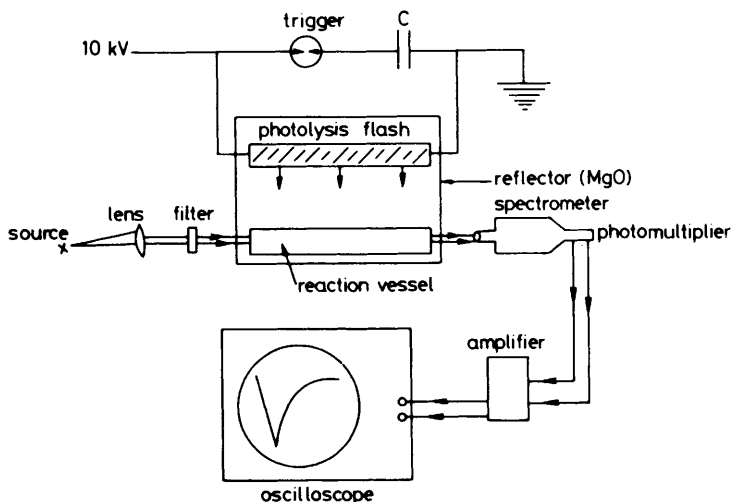 trigger
C
10 kV
photolysis flash
reflector (MgO)
lens
filter
spectrometer
source
x
photomultiplier
reaction vessel
amplifier
oscilloscope